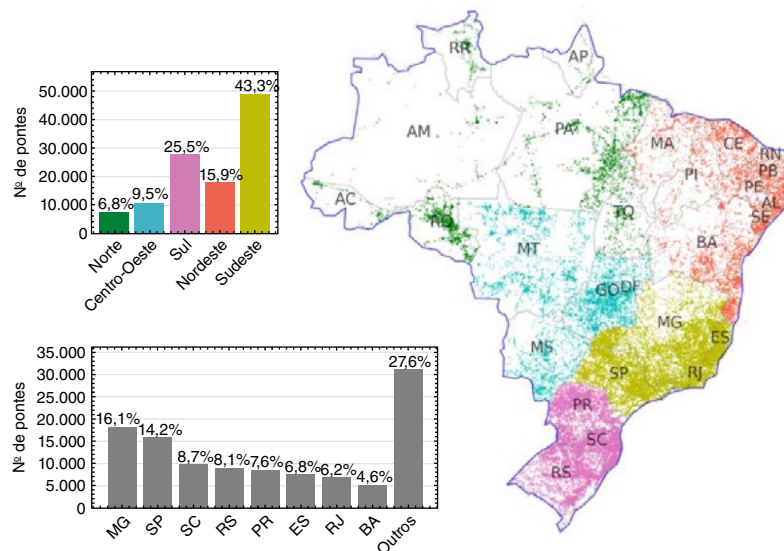 Nº de pontes
50.000
40.000
30.000
20.000
10.000
0
6,8%
9,5%
25,5%
15,9%
43,3%
Norte
Centro-Oeste
Sul
Nordeste
Sudeste
Nº de pontes
35.000
30.000
25.000
20.000
15.000
10.000
5.000
0
16,1%
14,2%
8,7%
8,1%
7,6%
6,8%
6,2%
4,6%
27,6%
MG
SP
SC
RS
PR
ES
RJ
BA
Outros
RR
AP
AM
PA
MA
CE
RN
PB
PI
PE
AL
SE
AC
RO
TO
BA
MT
GO
DF
MG
ES
MS
SP
RJ
PR
SC
RS